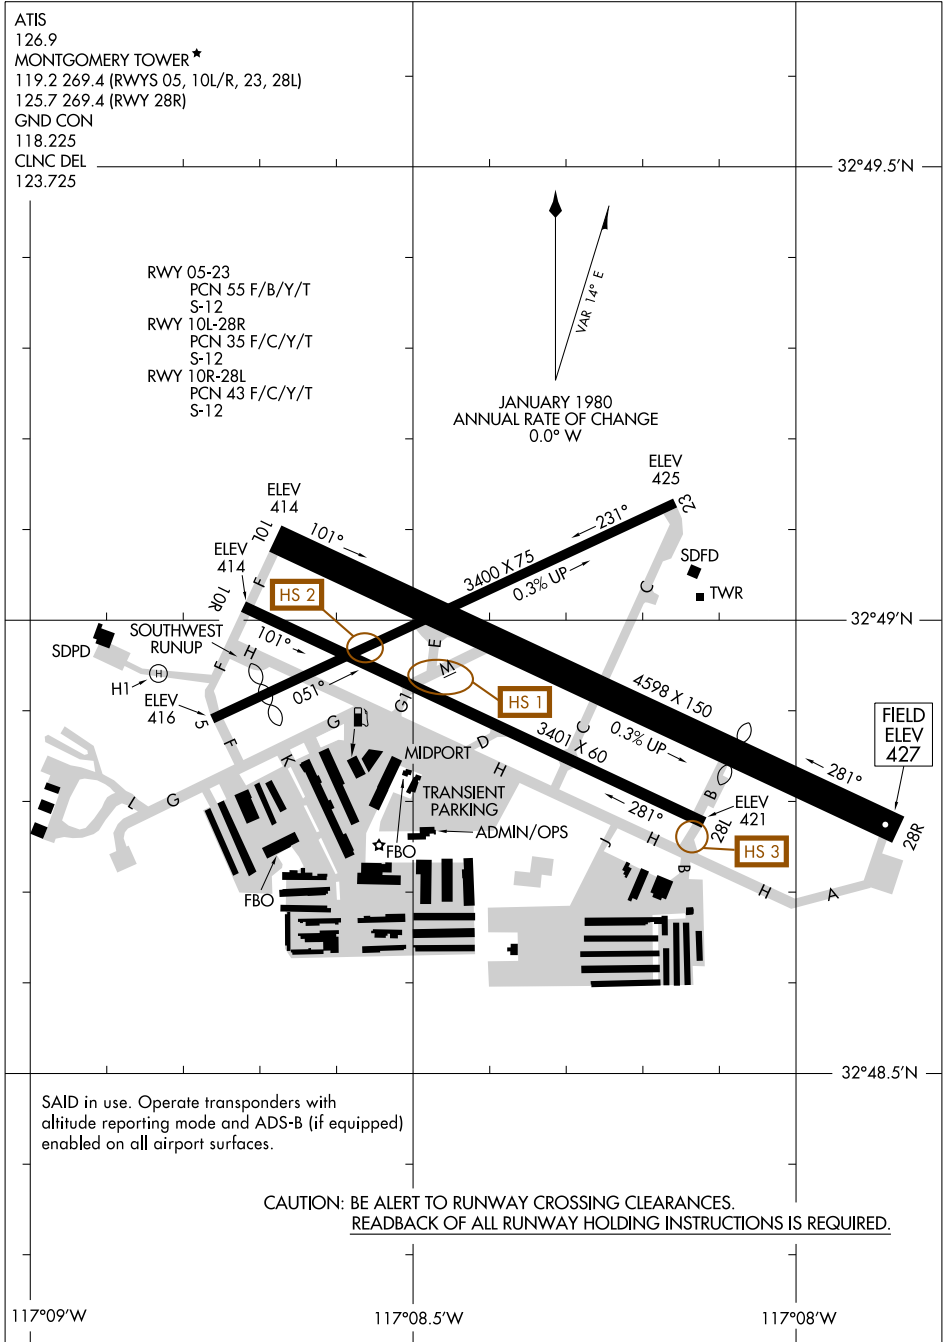 ATIS
126.9
MONTGOMERY TOWER★
119.2 269.4 (RWYS 05, 10L/R, 23, 28L)
125.7 269.4 (RWY 28R)
GND CON
118.225
CLNC DEL
123.725
32°49.5'N
VAR 14° E
RWY 05-23
PCN 55 F/B/Y/T
S-12
RWY 10L-28R
PCN 35 F/C/Y/T
S-12
RWY 10R-28L
PCN 43 F/C/Y/T
S-12
JANUARY 1980
ANNUAL RATE OF CHANGE
0.0° W
ELEV
425
23
231°
ELEV
414
10L
101°
3400 X 75
0.3% UP
ELEV
414
10R
F
HS 2
C
SDFD
TWR
32°49'N
SOUTHWEST
RUNUP
SDPD
H
101°
E
M
F
H
H1
HS 1
051°
4598 X 150
0.3% UP
ELEV
416
5
F
G
G1
K
D
H
3401 X 60
C
FIELD
ELEV
427
MIDPORT
281°
L
G
TRANSIENT
PARKING
B
281°
ELEV
421
28L
28R
ADMIN/OPS
FBO
J
H
HS 3
B
FBO
H
A
32°48.5'N
SAID in use. Operate transponders with
altitude reporting mode and ADS-B (if equipped)
enabled on all airport surfaces.
CAUTION: BE ALERT TO RUNWAY CROSSING CLEARANCES.
READBACK OF ALL RUNWAY HOLDING INSTRUCTIONS IS REQUIRED.
117°09'W
117°08.5'W
117°08'W